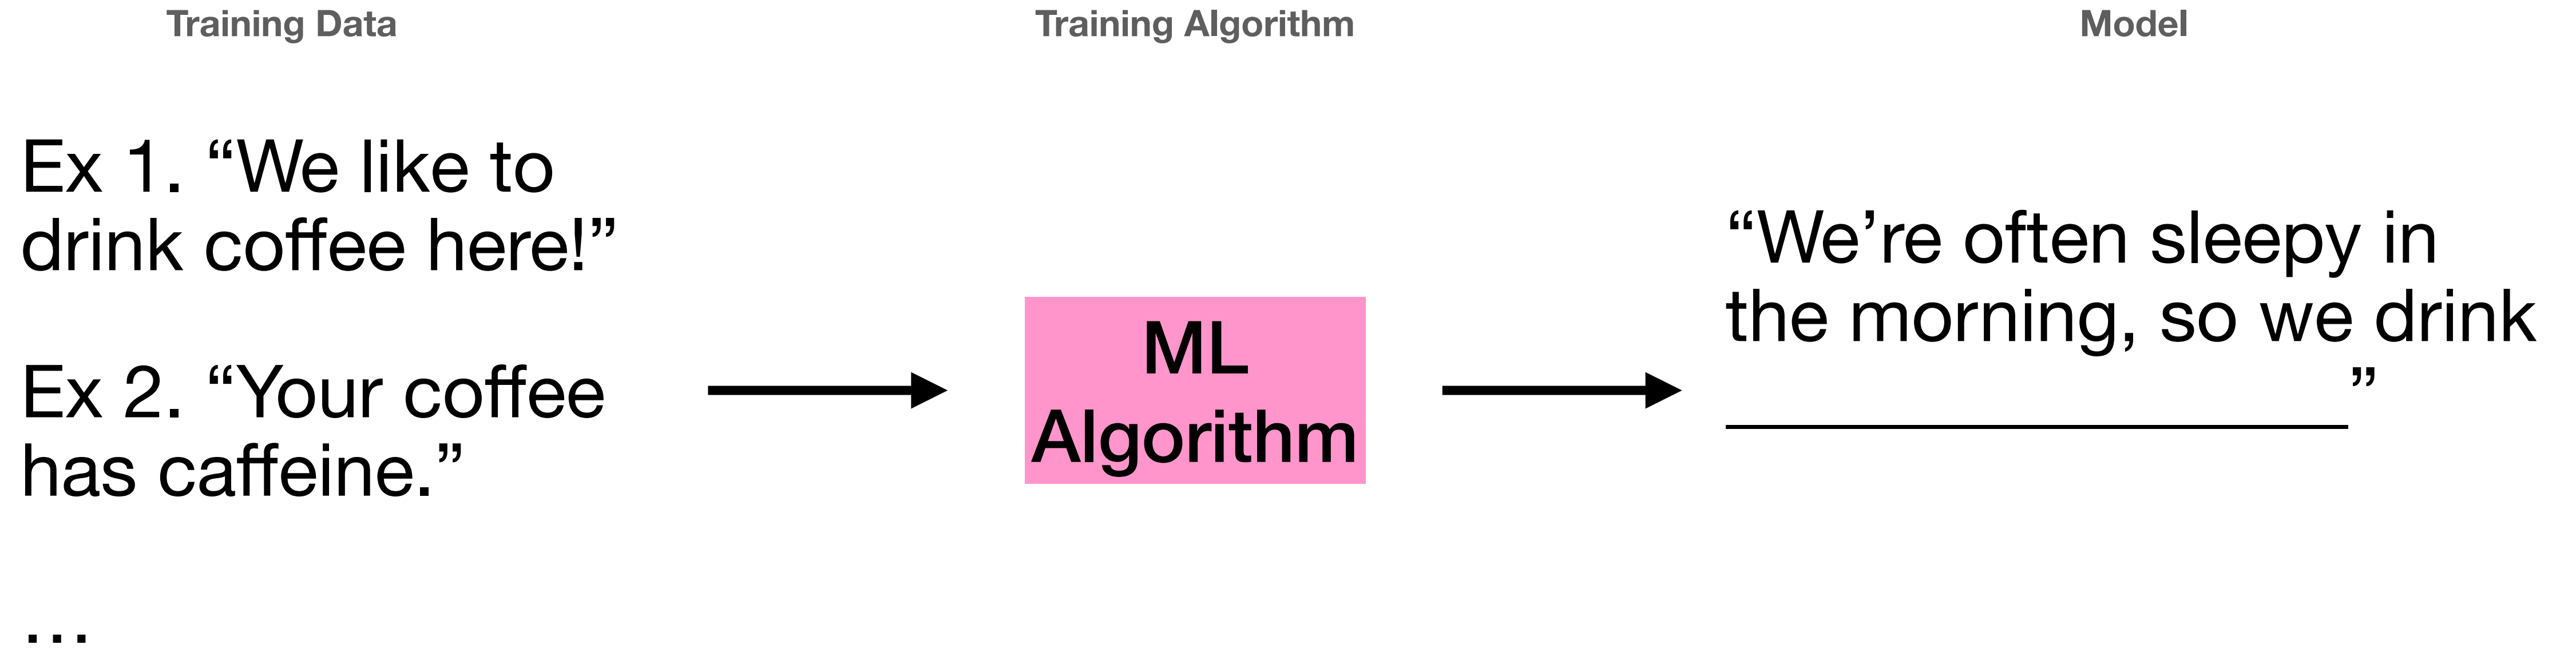 Training Data
Training Algorithm
Model
Ex 1. “We like to
drink coffee here!”
Ex 2. “Your coffee
has caffeine.”
…
ML
Algorithm
“We’re often sleepy in
the morning, so we drink
____________________”